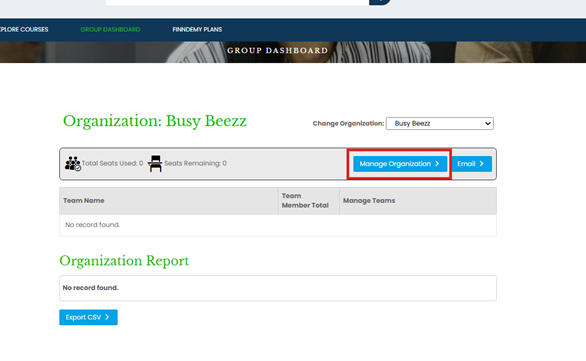 EXPLORE COURSES GROUP DASHBOARD FINNDEMY PLANS
GROUP DASHBOARD
Organization: Busy Beezz
Change Organization: Busy Beezz
Total Seats Used: 0 Seats Remaining: 0 Manage Organization Email
Team Name Team Member Total Manage Teams
No record found.
Organization Report
No record found.
Export CSV